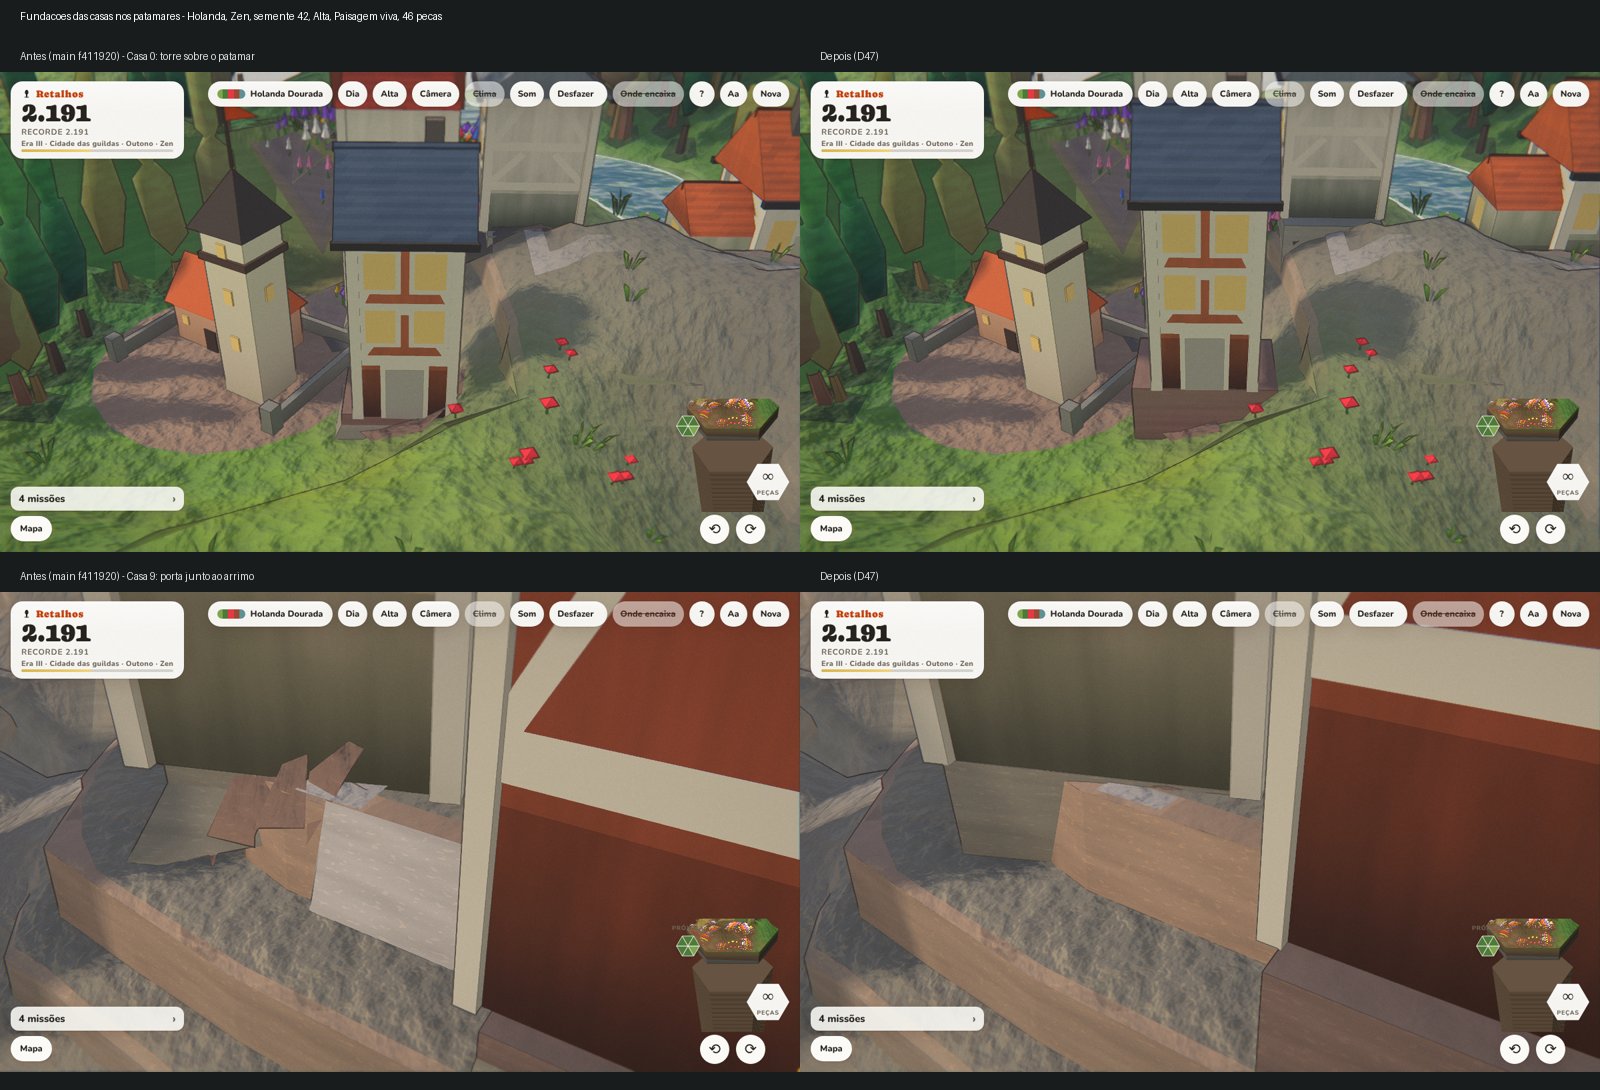 Fundacoes das casas nos patamares - Holanda, Zen, semente 42, Alta, Paisagem viva, 46 pecas
Antes (main f411920) - Casa 0: torre sobre o patamar
Depois (D47)
Retalhos
2.191
RECORDE 2.191
Era III · Cidade das guildas · Outono · Zen
Holanda Dourada
Dia
Alta
Câmera
Clima
Som
Desfazer
Onde encaixa
?
Aa
Nova
4 missões ›
Mapa
∞
PEÇAS
⟲ ⟳
Retalhos
2.191
RECORDE 2.191
Era III · Cidade das guildas · Outono · Zen
Holanda Dourada
Dia
Alta
Câmera
Clima
Som
Desfazer
Onde encaixa
?
Aa
Nova
4 missões ›
Mapa
∞
PEÇAS
⟲ ⟳
Antes (main f411920) - Casa 9: porta junto ao arrimo
Depois (D47)
Retalhos
2.191
RECORDE 2.191
Era III · Cidade das guildas · Outono · Zen
Holanda Dourada
Dia
Alta
Câmera
Clima
Som
Desfazer
Onde encaixa
?
Aa
Nova
4 missões ›
Mapa
∞
PEÇAS
⟲ ⟳
Retalhos
2.191
RECORDE 2.191
Era III · Cidade das guildas · Outono · Zen
Holanda Dourada
Dia
Alta
Câmera
Clima
Som
Desfazer
Onde encaixa
?
Aa
Nova
4 missões ›
Mapa
∞
PEÇAS
⟲ ⟳